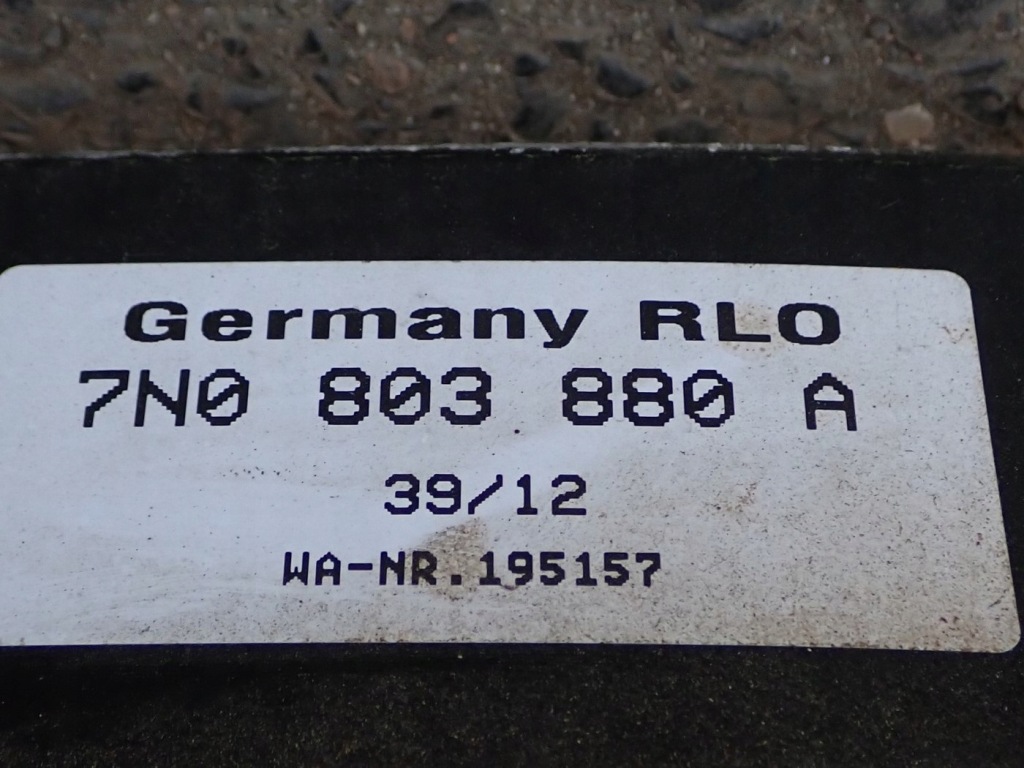 Germany RLO
7N0 803 880 A
39/12
WA-NR.195157